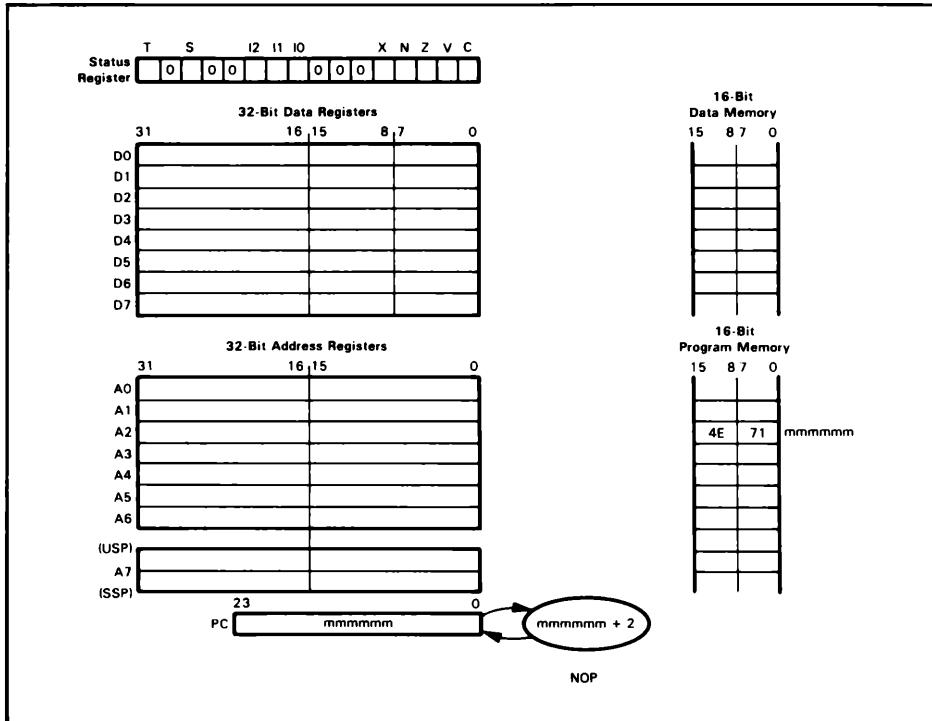 T S I2 I1 I0 X N Z V C
Status
Register
0 0 0 0 0 0
32-Bit Data Registers
31 16 15 8 7 0
D0
D1
D2
D3
D4
D5
D6
D7
16-Bit
Data Memory
15 8 7 0
32-Bit Address Registers
31 16 15 0
A0
A1
A2
A3
A4
A5
A6
(USP)
A7
(SSP)
16-Bit
Program Memory
15 8 7 0
4E 71 mmmmmm
23 0
PC mmmmmm mmmmmm + 2
NOP